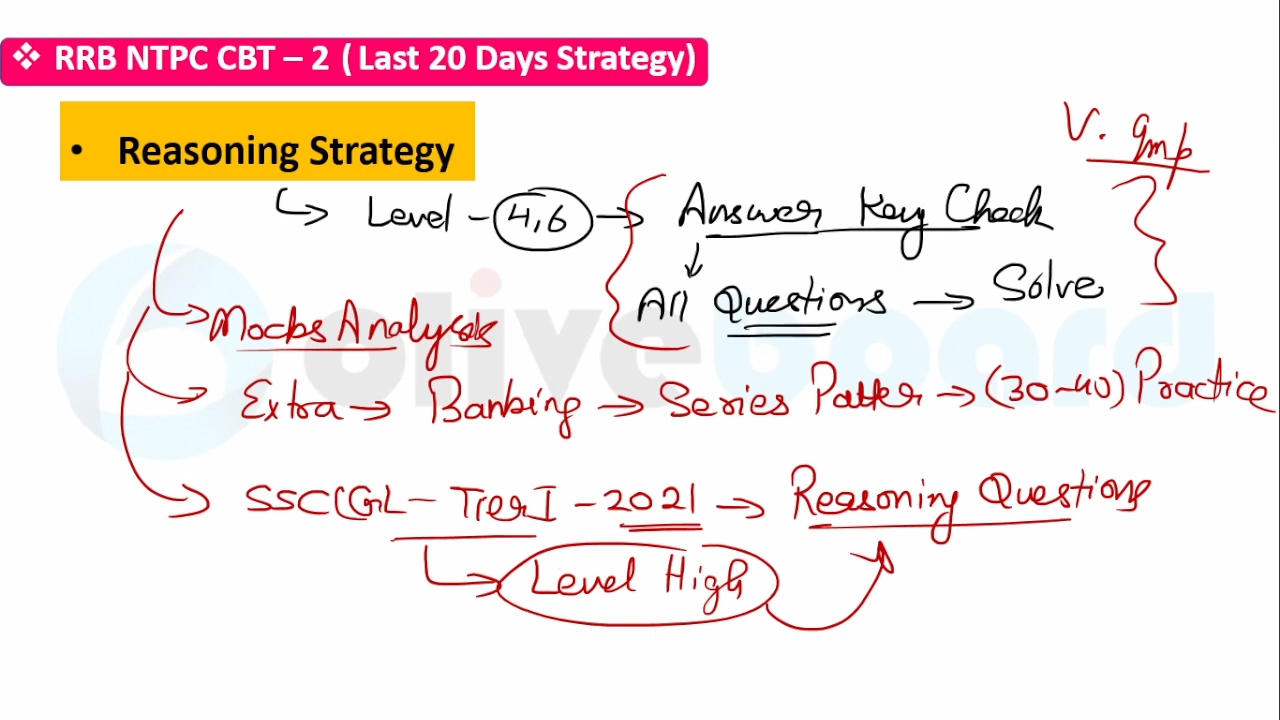 ❖ RRB NTPC CBT – 2 ( Last 20 Days Strategy)
V. Imp
• Reasoning Strategy
↳ Level - 4,6 → Answer Key Check
↓
All Questions → Solve
→ Mocks Analysis
→ Extra → Banking → Series Patter → (30-40) Practice
→ SSC CGL - Tier I - 2021 → Reasoning Questions
↳ Level High
oliveboard